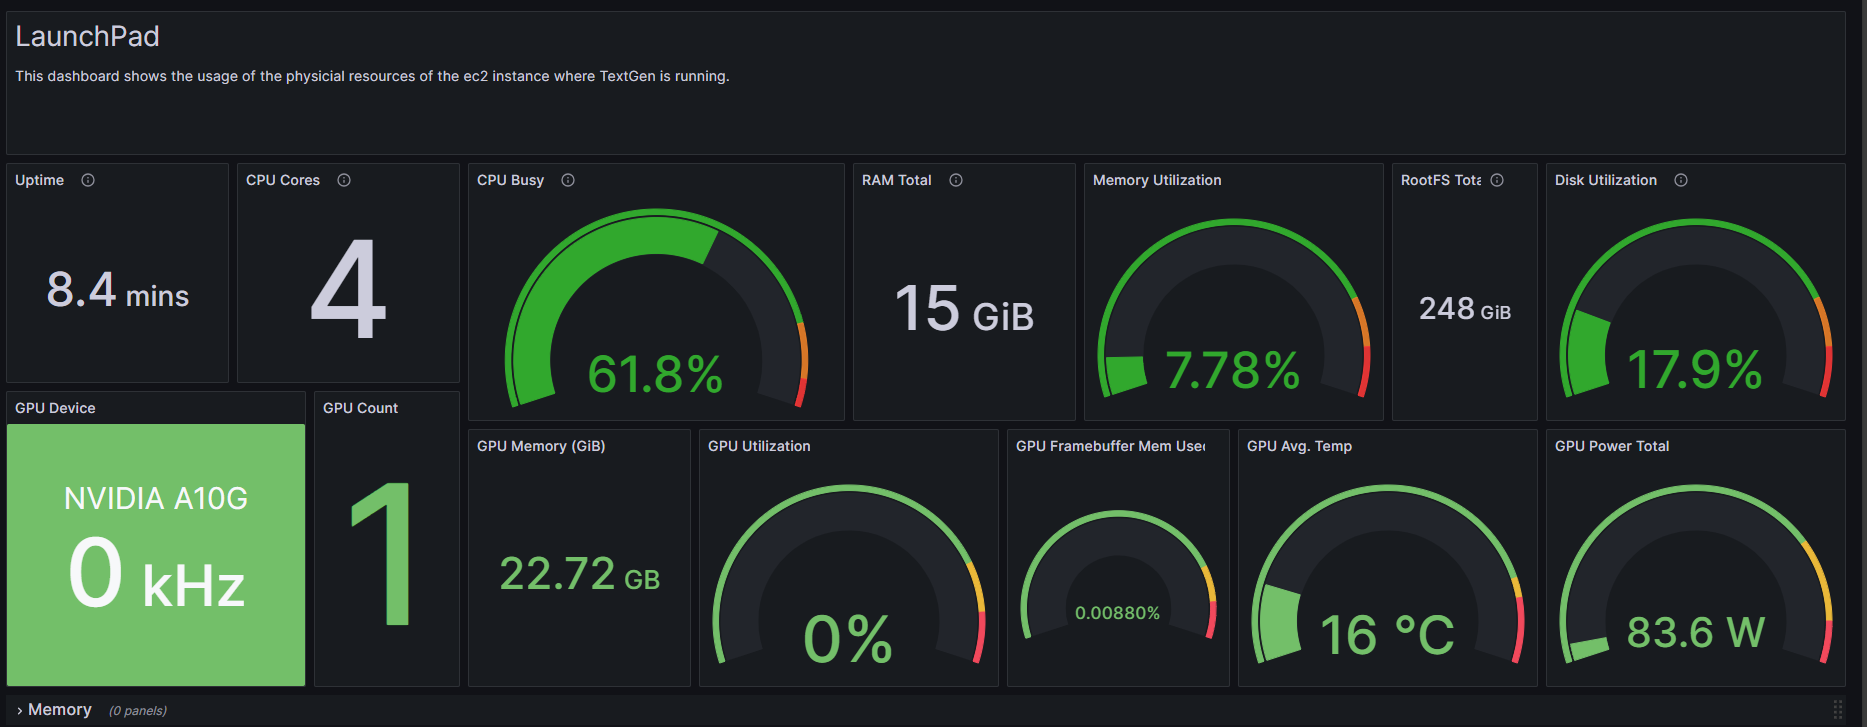 LaunchPad
This dashboard shows the usage of the physicial resources of the ec2 instance where TextGen is running.
Uptime
8.4 mins
CPU Cores
4
CPU Busy
61.8%
RAM Total
15 GiB
Memory Utilization
7.78%
RootFS Tota
248 GiB
Disk Utilization
17.9%
GPU Device
NVIDIA A10G
0 kHz
GPU Count
1
GPU Memory (GiB)
22.72 GB
GPU Utilization
0%
GPU Framebuffer Mem Used
0.00880%
GPU Avg. Temp
16 °C
GPU Power Total
83.6 W
› Memory (0 panels)